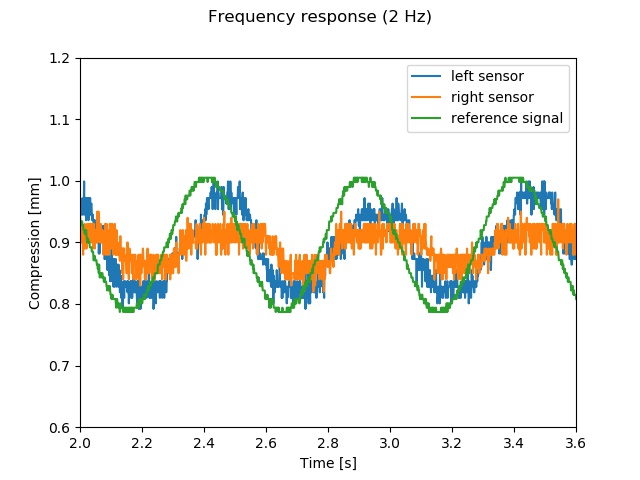 Frequency response (2 Hz)
left sensor
right sensor
reference signal
Compression [mm]
1.2
1.1
1.0
0.9
0.8
0.7
0.6
2.0 2.2 2.4 2.6 2.8 3.0 3.2 3.4 3.6
Time [s]